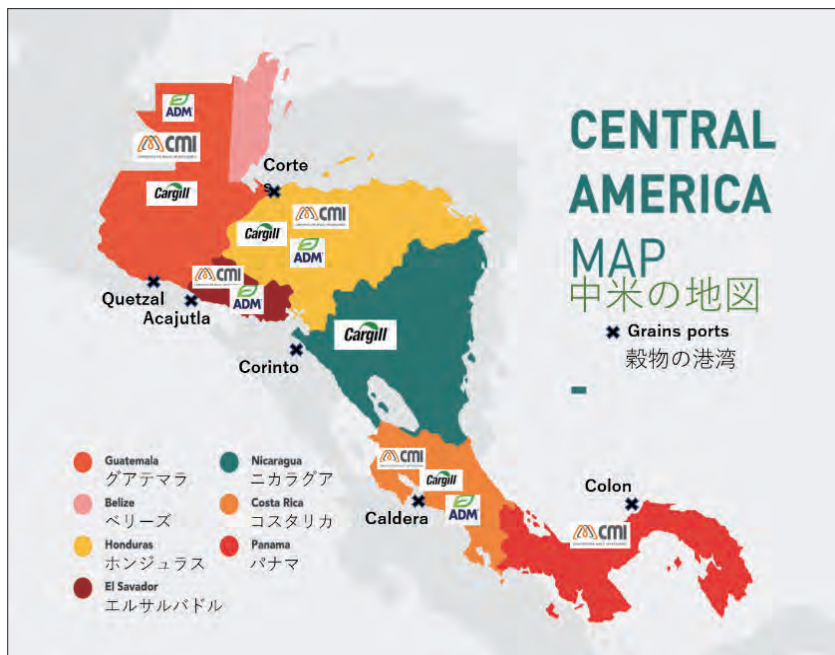 CENTRAL
AMERICA
MAP
中米の地図
Grains ports
穀物の港湾
ADM
cmi
Cargill
Corte
s
cmi
Cargill
ADM
cmi
ADM
Quetzal
Acajutla
Cargill
Corinto
cmi
Cargill
ADM
Caldera
Colon
cmi
Guatemala
グアテマラ
Belize
ベリーズ
Honduras
ホンジュラス
El Savador
エルサルバドル
Nicaragua
ニカラグア
Costa Rica
コスタリカ
Panama
パナマ